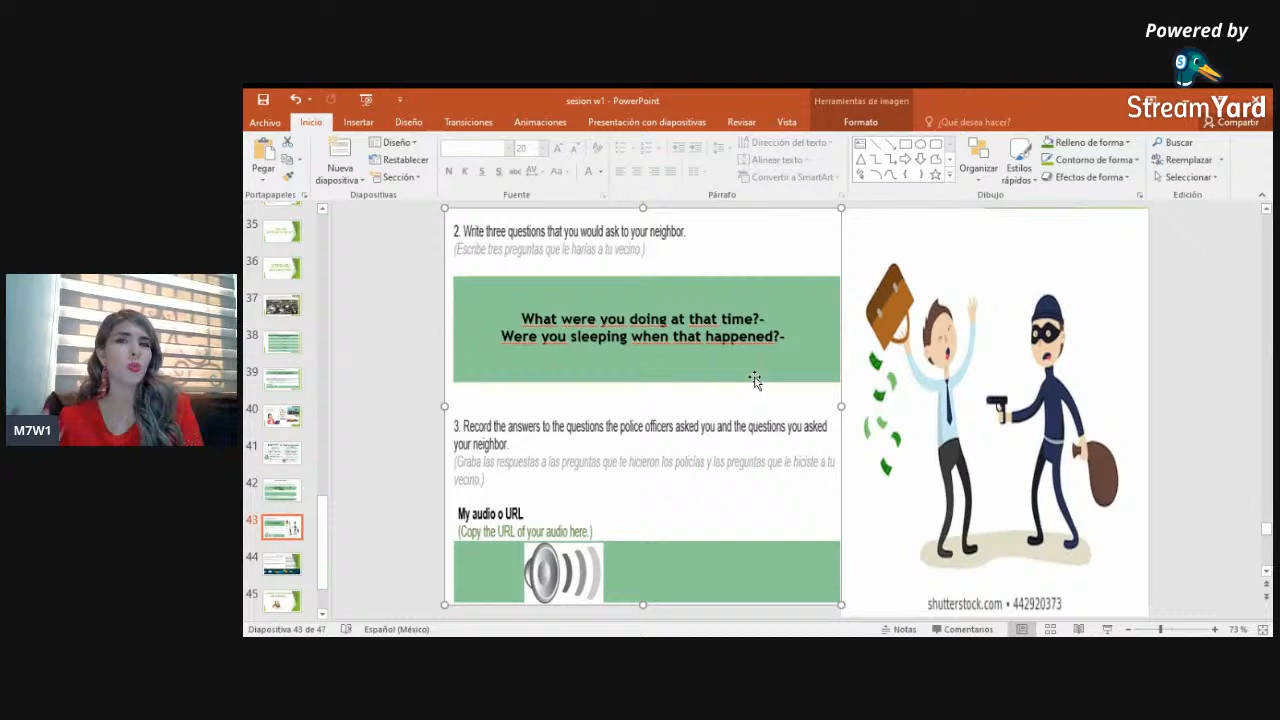 Powered by
StreamYard
sesion w1 - PowerPoint
Herramientas de imagen
Archivo Inicio Insertar Diseño Transiciones Animaciones Presentación con diapositivas Revisar Vista Formato ¿Qué desea hacer? Compartir
Pegar
Portapapeles
Nueva
diapositiva
Diseño
Restablecer
Sección
Diapositivas
20
N K S S abc AV Aa A
Fuente
Dirección del texto
Alinear texto
Convertir a SmartArt
Párrafo
Organizar
Estilos
rápidos
Relleno de forma
Contorno de forma
Efectos de forma
Dibujo
Buscar
Reemplazar
Seleccionar
Edición
35
36
37
38
39
40
41
42
43
44
45
2. Write three questions that you would ask to your neighbor.
(Escribe tres preguntas que le harías a tu vecino.)
What were you doing at that time?-
Were you sleeping when that happened?-
3. Record the answers to the questions the police officers asked you and the questions you asked
your neighbor.
(Graba las respuestas a las preguntas que te hicieron los policías y las preguntas que le hiciste a tu
vecino.)
My audio o URL
(Copy the URL of your audio here.)
shutterstock.com • 442920373
M7W1
Diapositiva 43 de 47 Español (México) Notas Comentarios 73 %